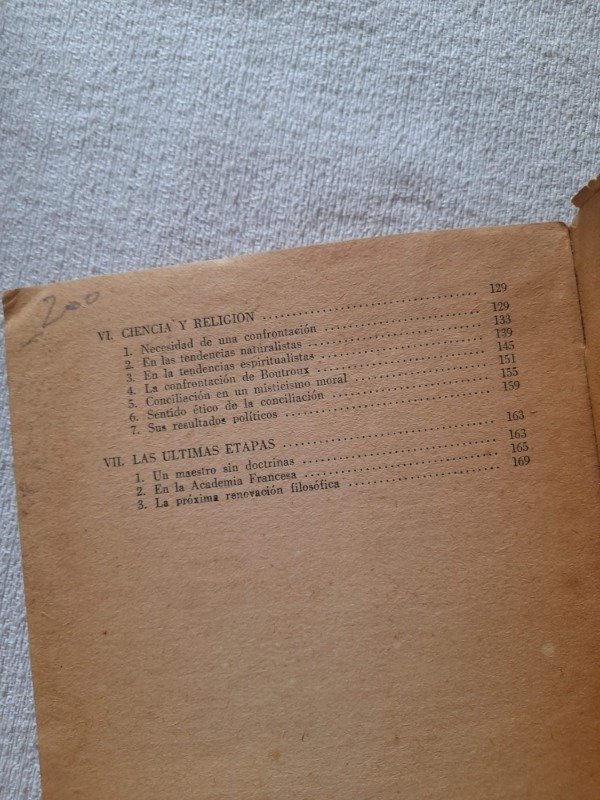 200
VI. CIENCIA Y RELIGION ........................ 129
1. Necesidad de una confrontación ........................ 129
2. En las tendencias naturalistas ........................ 133
3. En la tendencias espiritualistas ........................ 139
4. La confrontación de Boutroux ........................ 145
5. Conciliación en un misticismo moral ........................ 151
6. Sentido ético de la conciliación ........................ 155
7. Sus resultados políticos ........................ 159
VII. LAS ULTIMAS ETAPAS ........................ 163
1. Un maestro sin doctrinas ........................ 163
2. En la Academia Francesa ........................ 165
3. La próxima renovación filosófica ........................ 169